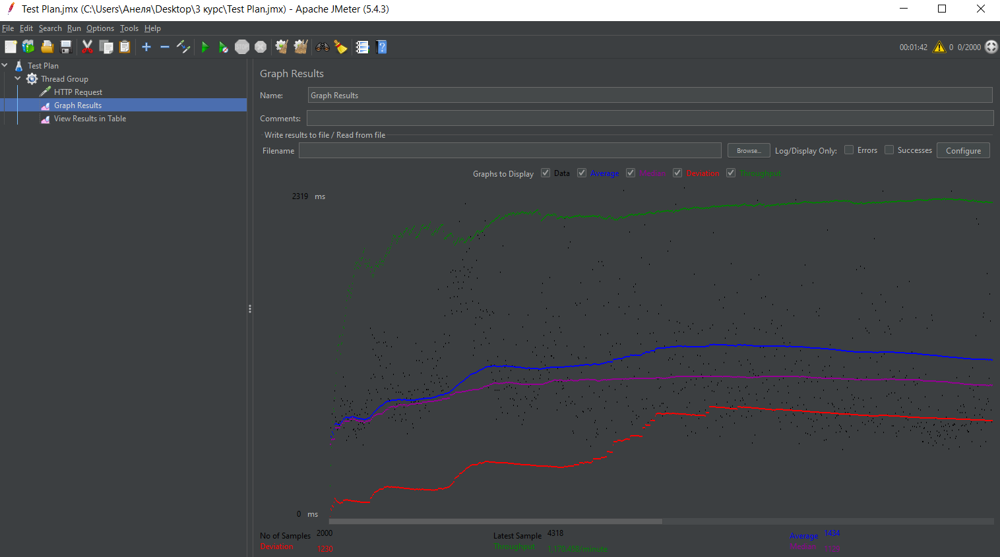 Test Plan.jmx (C:\Users\Анеля\Desktop\3 курс\Test Plan.jmx) - Apache JMeter (5.4.3)
File Edit Search Run Options Tools Help
STOP
00:01:42 0 0/2000
Test Plan
Thread Group
HTTP Request
Graph Results
View Results in Table
Graph Results
Name: Graph Results
Comments:
Write results to file / Read from file
Filename Browse... Log/Display Only: Errors Successes Configure
Graphs to Display Data Average Median Deviation Throughput
2319 ms
0 ms
No of Samples 2000 Latest Sample 4318 Average 1434
Deviation 1230 Throughput 1,170.458/minute Median